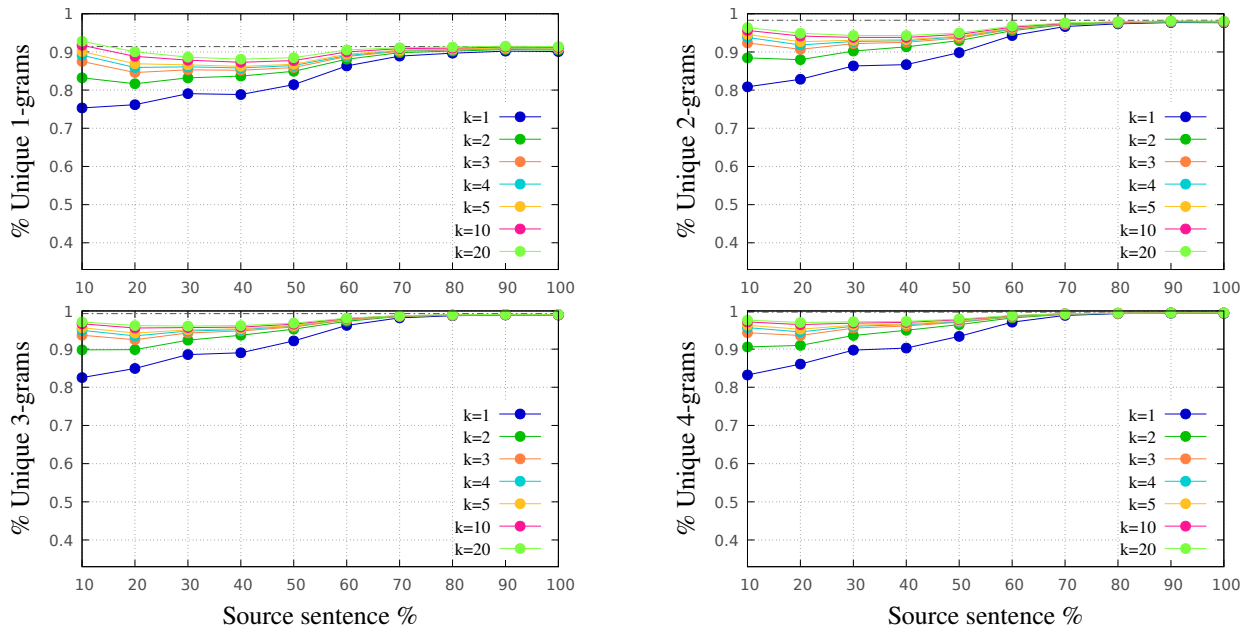 % Unique 1-grams
1
0.9
0.8
0.7
0.6
0.5
0.4
k=1
k=2
k=3
k=4
k=5
k=10
k=20
10 20 30 40 50 60 70 80 90 100
% Unique 2-grams
1
0.9
0.8
0.7
0.6
0.5
0.4
k=1
k=2
k=3
k=4
k=5
k=10
k=20
10 20 30 40 50 60 70 80 90 100
% Unique 3-grams
1
0.9
0.8
0.7
0.6
0.5
0.4
k=1
k=2
k=3
k=4
k=5
k=10
k=20
10 20 30 40 50 60 70 80 90 100
Source sentence %
% Unique 4-grams
1
0.9
0.8
0.7
0.6
0.5
0.4
k=1
k=2
k=3
k=4
k=5
k=10
k=20
10 20 30 40 50 60 70 80 90 100
Source sentence %